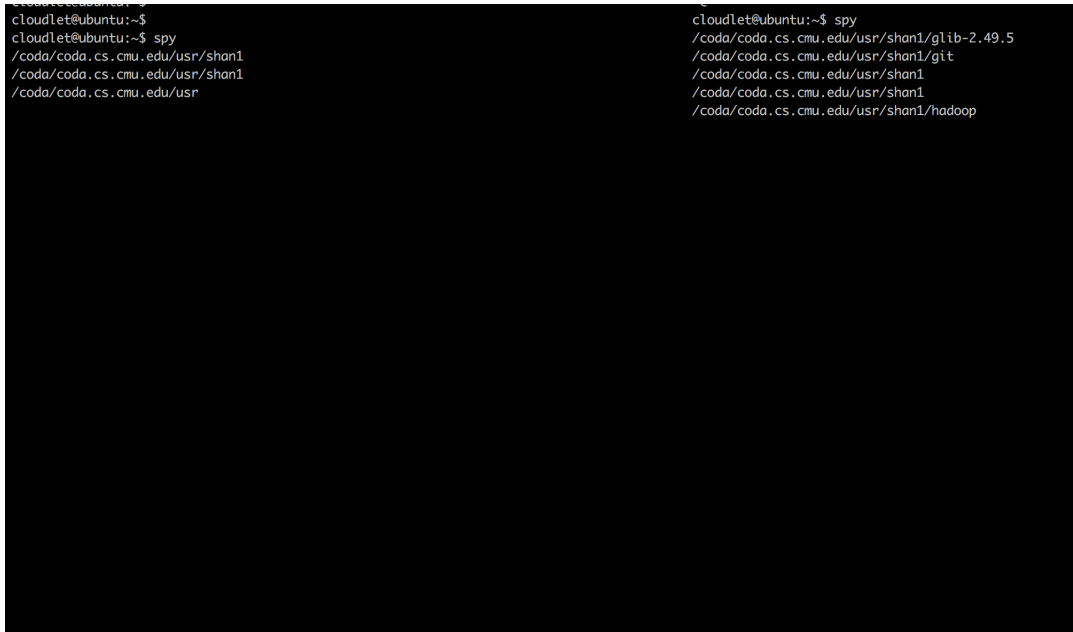 cloudlet@ubuntu:~$
cloudlet@ubuntu:~$ spy
/coda/coda.cs.cmu.edu/usr/shan1
/coda/coda.cs.cmu.edu/usr/shan1
/coda/coda.cs.cmu.edu/usr
cloudlet@ubuntu:~$ spy
/coda/coda.cs.cmu.edu/usr/shan1/glib-2.49.5
/coda/coda.cs.cmu.edu/usr/shan1/git
/coda/coda.cs.cmu.edu/usr/shan1
/coda/coda.cs.cmu.edu/usr/shan1
/coda/coda.cs.cmu.edu/usr/shan1/hadoop